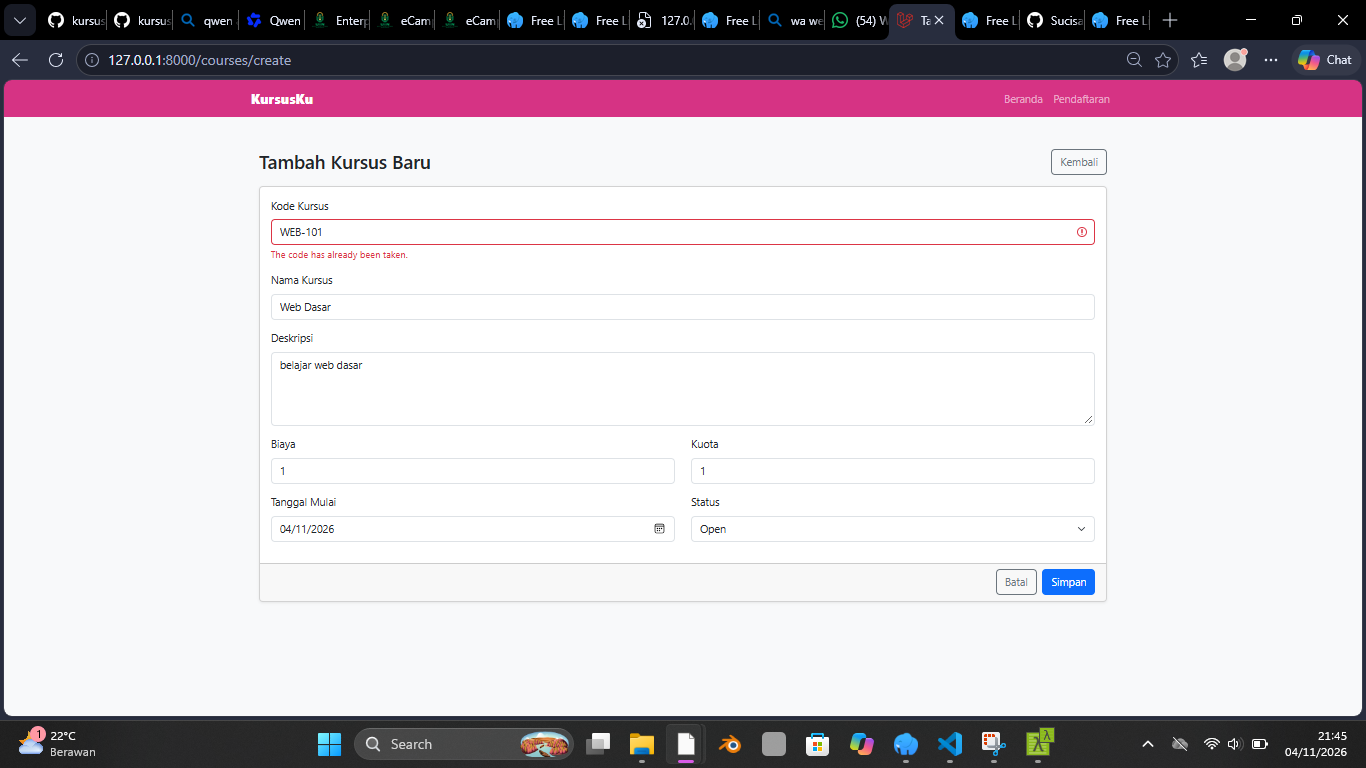 kursus
kursus
qwen
Qwen
Enterp
eCam
eCam
Free L
Free L
127.0.
Free L
wa we
(54) W
Ta
Free L
Sucisa
Free L
127.0.0.1:8000/courses/create
Chat
KursusKu
Beranda
Pendaftaran
Tambah Kursus Baru
Kembali
Kode Kursus
WEB-101
The code has already been taken.
Nama Kursus
Web Dasar
Deskripsi
belajar web dasar
Biaya
Kuota
1
1
Tanggal Mulai
Status
04/11/2026
Open
Batal
Simpan
1
22°C
Berawan
Search
21:45
04/11/2026